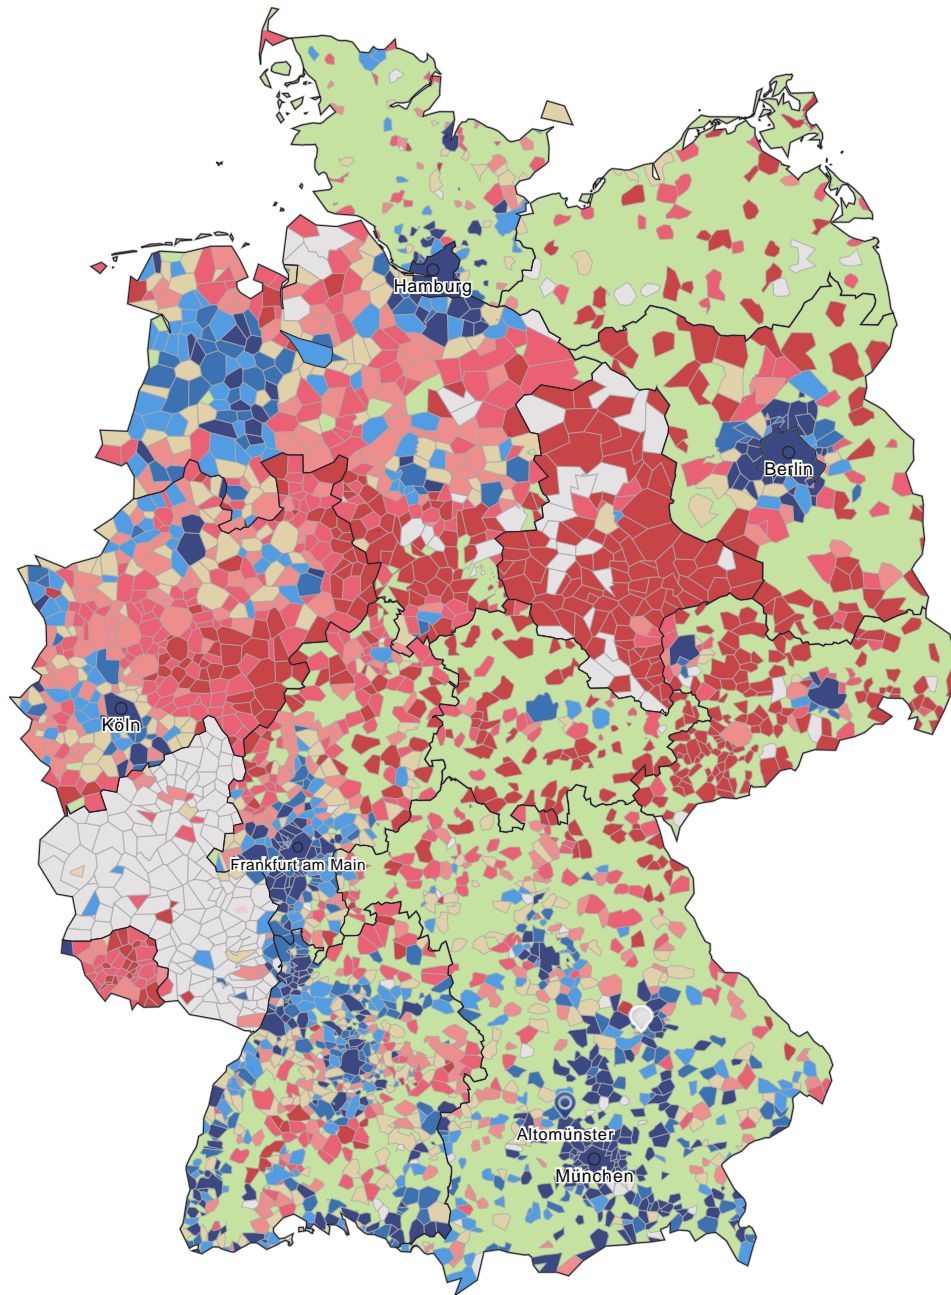 Hamburg
Berlin
Köln
Frankfurt am Main
Altomünster
München